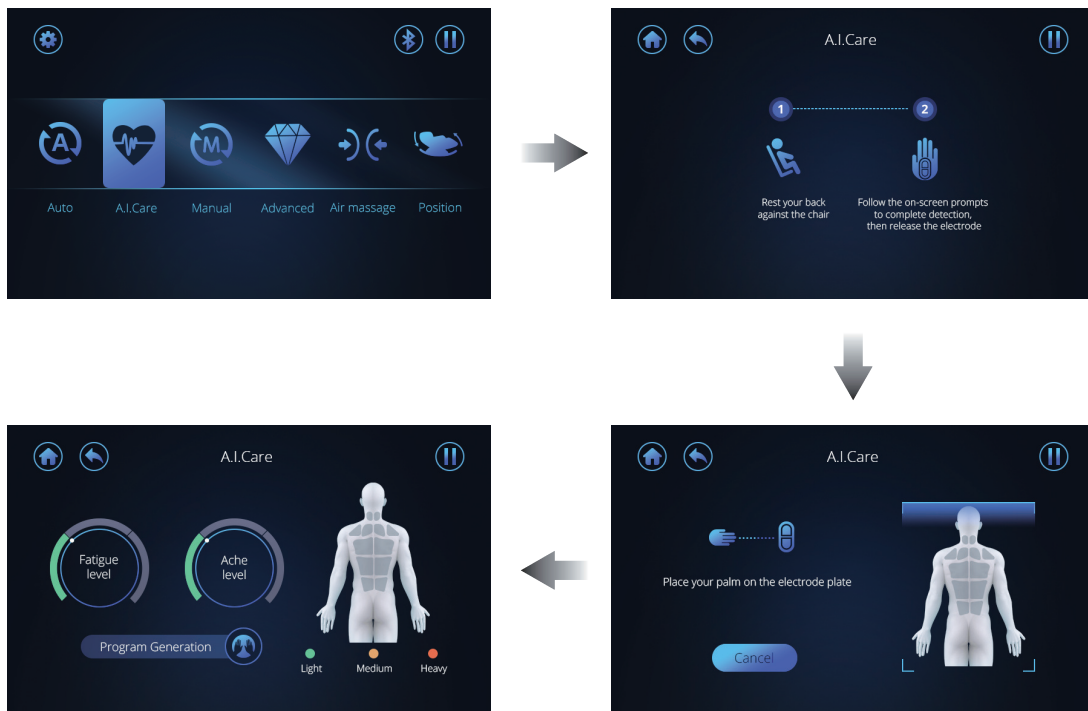 A
M
Auto
A.I.Care
Manual
Advanced
Air massage
Position
A.I.Care
1
2
Rest your back
against the chair
Follow the on-screen prompts
to complete detection,
then release the electrode
A.I.Care
Fatigue
level
Ache
level
Program Generation
Light
Medium
Heavy
A.I.Care
Place your palm on the electrode plate
Cancel